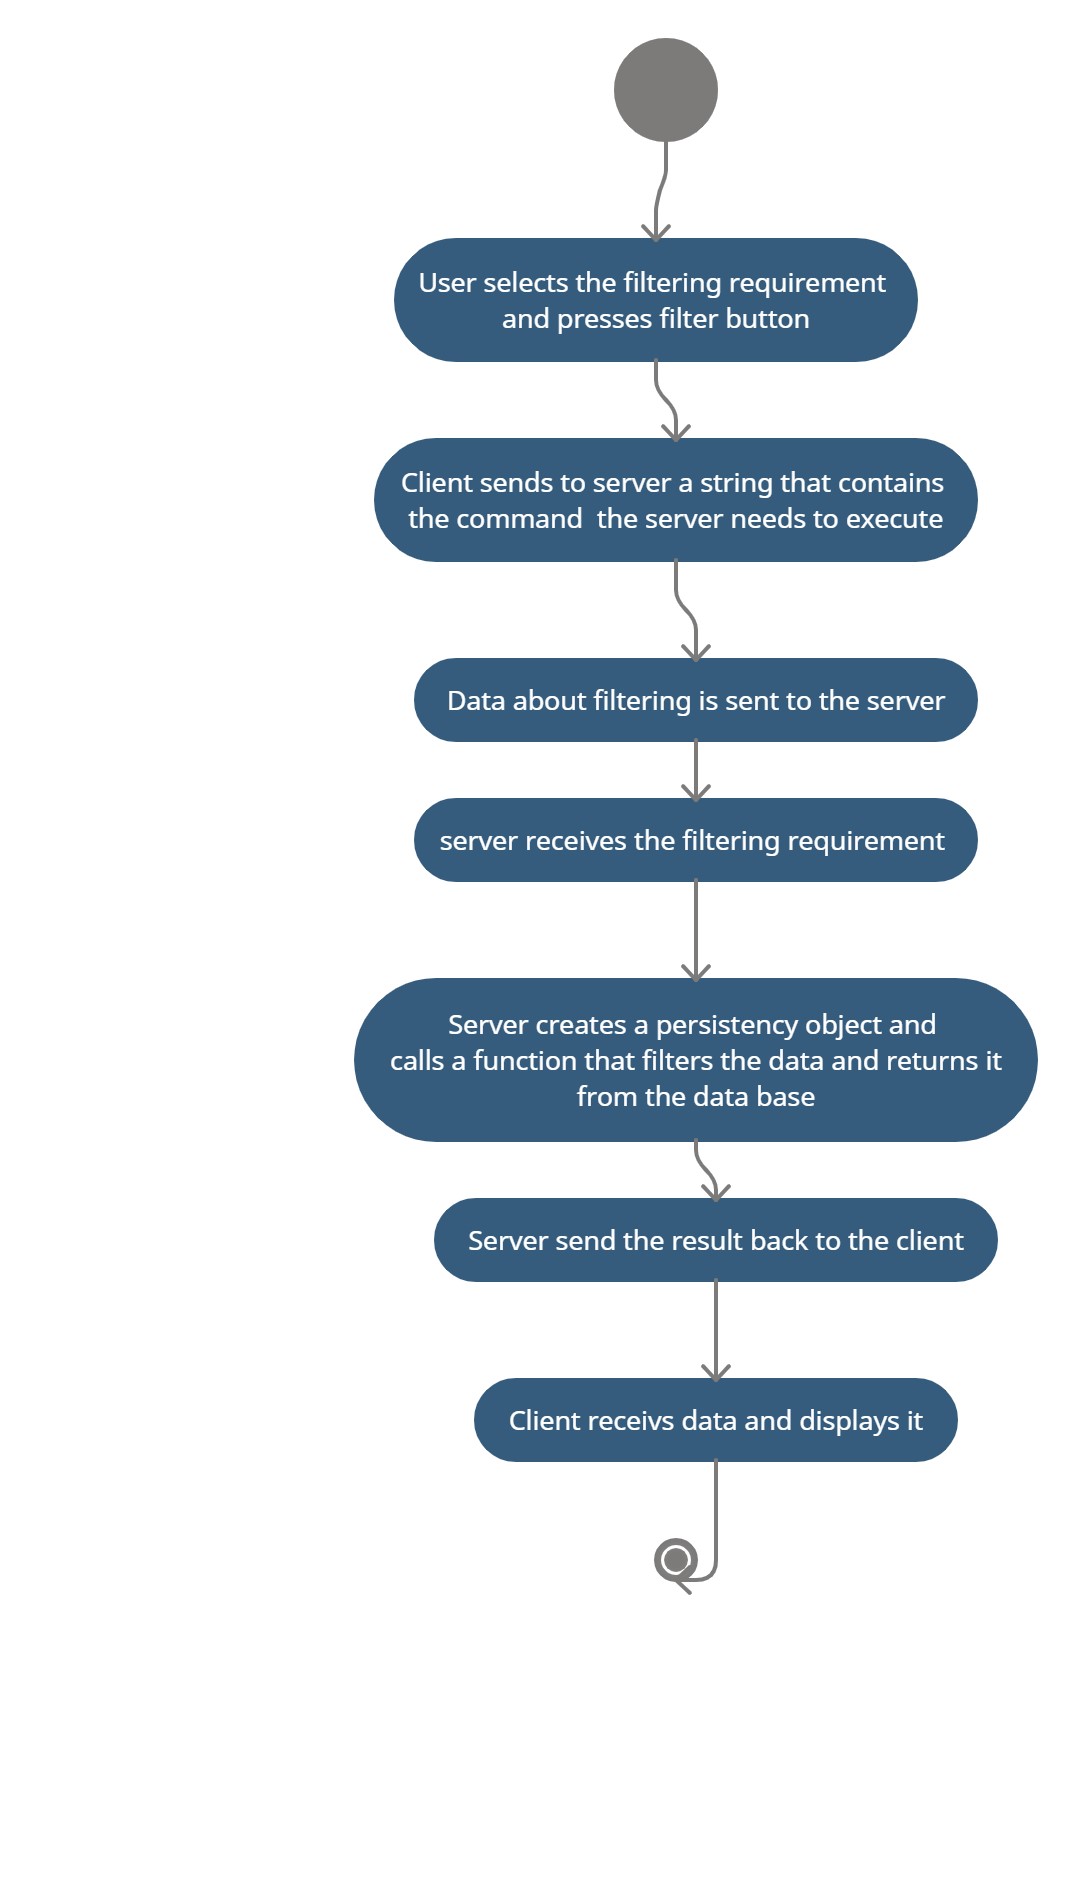 User selects the filtering requirement
and presses filter button
Client sends to server a string that contains
the command  the server needs to execute
Data about filtering is sent to the server
server receives the filtering requirement
Server creates a persistency object and
calls a function that filters the data and returns it
from the data base
Server send the result back to the client
Client receivs data and displays it